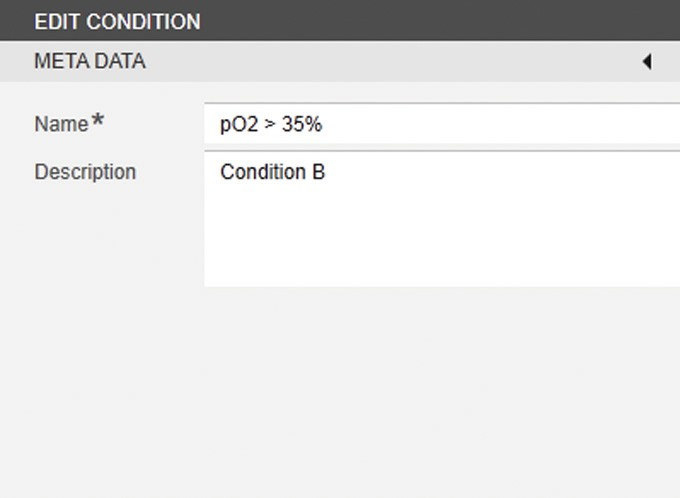 EDIT CONDITION
META DATA
Name* pO2 > 35%
Description Condition B